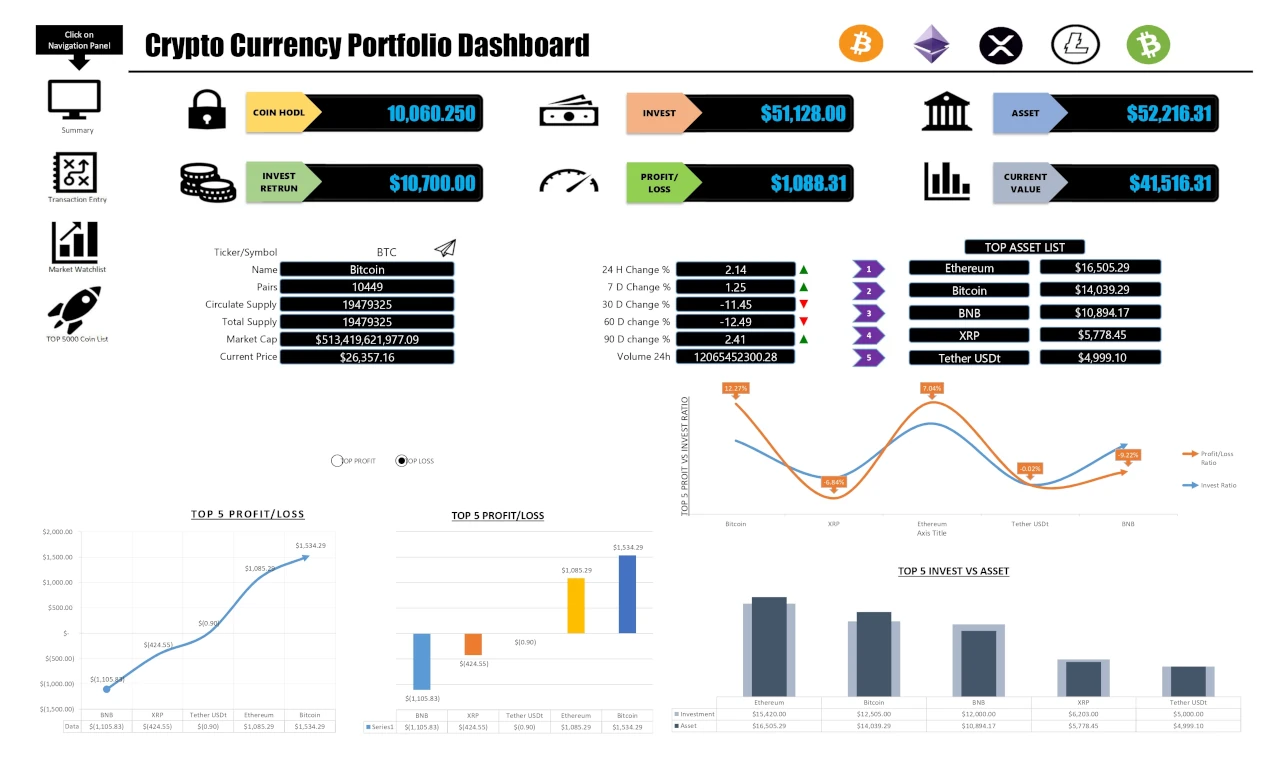 Click on
Navigation Panel
Crypto Currency Portfolio Dashboard
Summary
Transaction Entry
Market Watchlist
TOP 5000 Coin List
COIN HODL 10,060.250
INVEST $51,128.00
ASSET $52,216.31
INVEST
RETRUN $10,700.00
PROFIT/
LOSS $1,088.31
CURRENT
VALUE $41,516.31
Ticker/Symbol BTC
Name Bitcoin
Pairs 10449
Circulate Supply 19479325
Total Supply 19479325
Market Cap $513,419,621,977.09
Current Price $26,357.16
24 H Change % 2.14
7 D Change % 1.25
30 D Change % -11.45
60 D change % -12.49
90 D change % 2.41
Volume 24h 12065452300.28
TOP ASSET LIST
1 Ethereum $16,505.29
2 Bitcoin $14,039.29
3 BNB $10,894.17
4 XRP $5,778.45
5 Tether USDt $4,999.10
TOP PROFIT
TOP LOSS
TOP 5 PROIT VS INVEST RATIO
12.27%
-6.84%
7.04%
-0.02%
-9.22%
Bitcoin XRP Ethereum Tether USDt BNB
Axis Title
Profit/Loss
Ratio
Invest Ratio
TOP 5 PROFIT/LOSS
$2,000.00
$1,500.00
$1,000.00
$500.00
$-
$(500.00)
$(1,000.00)
$(1,500.00)
$(1,105.83)
$(424.55)
$(0.90)
$1,085.29
$1,534.29
BNB XRP Tether USDt Ethereum Bitcoin
Data $(1,105.83) $(424.55) $(0.90) $1,085.29 $1,534.29
TOP 5 PROFIT/LOSS
$(1,105.83)
$(424.55)
$(0.90)
$1,085.29
$1,534.29
BNB XRP Tether USDt Ethereum Bitcoin
Series1 $(1,105.83) $(424.55) $(0.90) $1,085.29 $1,534.29
TOP 5 INVEST VS ASSET
Ethereum Bitcoin BNB XRP Tether USDt
Investment $15,420.00 $12,505.00 $12,000.00 $6,203.00 $5,000.00
Asset $16,505.29 $14,039.29 $10,894.17 $5,778.45 $4,999.10